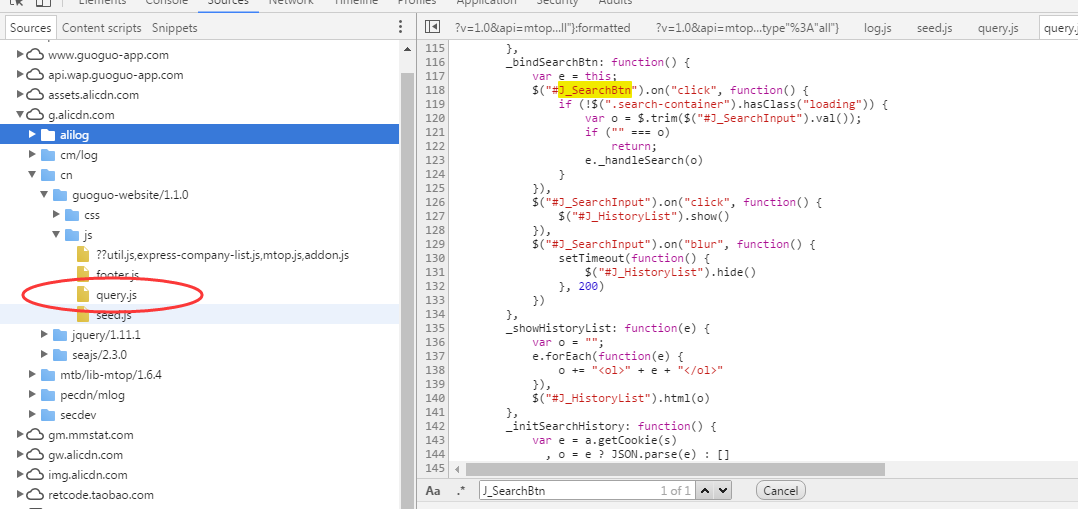 Elements Console Sources Network Timeline Profiles Application Security Audits
Sources Content scripts Snippets
www.guoguo-app.com
api.wap.guoguo-app.com
assets.alicdn.com
g.alicdn.com
alilog
cm/log
cn
guoguo-website/1.1.0
css
js
??util.js,express-company-list.js,mtop.js,addon.js
footer.js
query.js
seed.js
jquery/1.11.1
seajs/2.3.0
mtb/lib-mtop/1.6.4
pecdn/mlog
secdev
gm.mmstat.com
gw.alicdn.com
img.alicdn.com
retcode.taobao.com
?v=1.0&api=mtop...ll"}:formatted ?v=1.0&api=mtop...type"%3A"all"} log.js seed.js query.js query.js
115 },
116 _bindSearchBtn: function() {
117 var e = this;
118 $("#J_SearchBtn").on("click", function() {
119 if (!$(".search-container").hasClass("loading")) {
120 var o = $.trim($("#J_SearchInput").val());
121 if ("" === o)
122 return;
123 e._handleSearch(o)
124 }
125 }),
126 $("#J_SearchInput").on("click", function() {
127 $("#J_HistoryList").show()
128 }),
129 $("#J_SearchInput").on("blur", function() {
130 setTimeout(function() {
131 $("#J_HistoryList").hide()
132 }, 200)
133 })
134 },
135 _showHistoryList: function(e) {
136 var o = "";
137 e.forEach(function(e) {
138 o += "<ol>" + e + "</ol>"
139 }),
140 $("#J_HistoryList").html(o)
141 },
142 _initSearchHistory: function() {
143 var e = a.getCookie(s)
144 , o = e ? JSON.parse(e) : []
145
Aa .* J_SearchBtn 1 of 1 Cancel